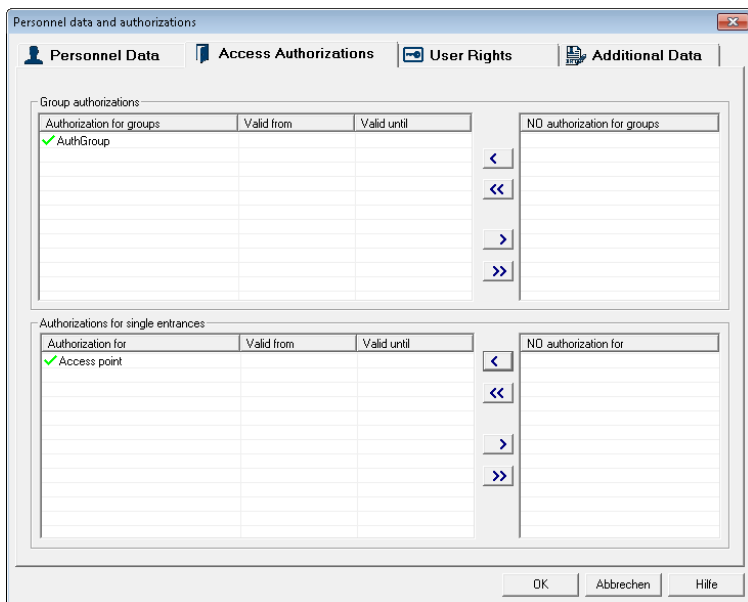 Personnel data and authorizations
Personnel Data Access Authorizations User Rights Additional Data
Group authorizations
Authorization for groups Valid from Valid until NO authorization for groups
AuthGroup
<
<<
>
>>
Authorizations for single entrances
Authorization for Valid from Valid until NO authorization for
Access point
<
<<
>
>>
OK Abbrechen Hilfe